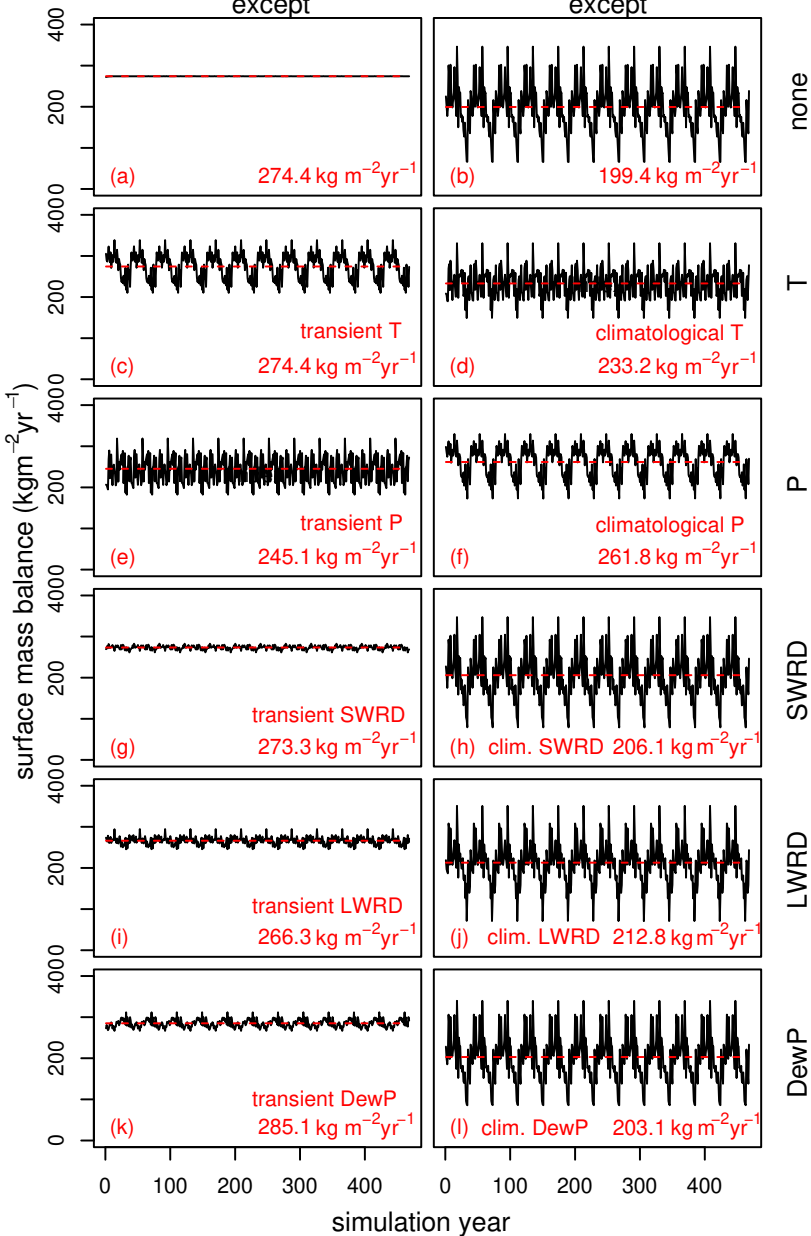 except except
400
200
0
(a) 274.4 kg m⁻²yr⁻¹
(b) 199.4 kg m⁻²yr⁻¹
none
400
200
0
transient T
(c) 274.4 kg m⁻²yr⁻¹
climatological T
(d) 233.2 kg m⁻²yr⁻¹
T
400
200
0
transient P
(e) 245.1 kg m⁻²yr⁻¹
climatological P
(f) 261.8 kg m⁻²yr⁻¹
P
surface mass balance (kgm⁻²yr⁻¹)
400
200
0
transient SWRD
(g) 273.3 kg m⁻²yr⁻¹
(h) clim. SWRD 206.1 kg m⁻²yr⁻¹
SWRD
400
200
0
transient LWRD
(i) 266.3 kg m⁻²yr⁻¹
(j) clim. LWRD 212.8 kg m⁻²yr⁻¹
LWRD
400
200
0
transient DewP
(k) 285.1 kg m⁻²yr⁻¹
(l) clim. DewP 203.1 kg m⁻²yr⁻¹
DewP
0 100 200 300 400 0 100 200 300 400
simulation year